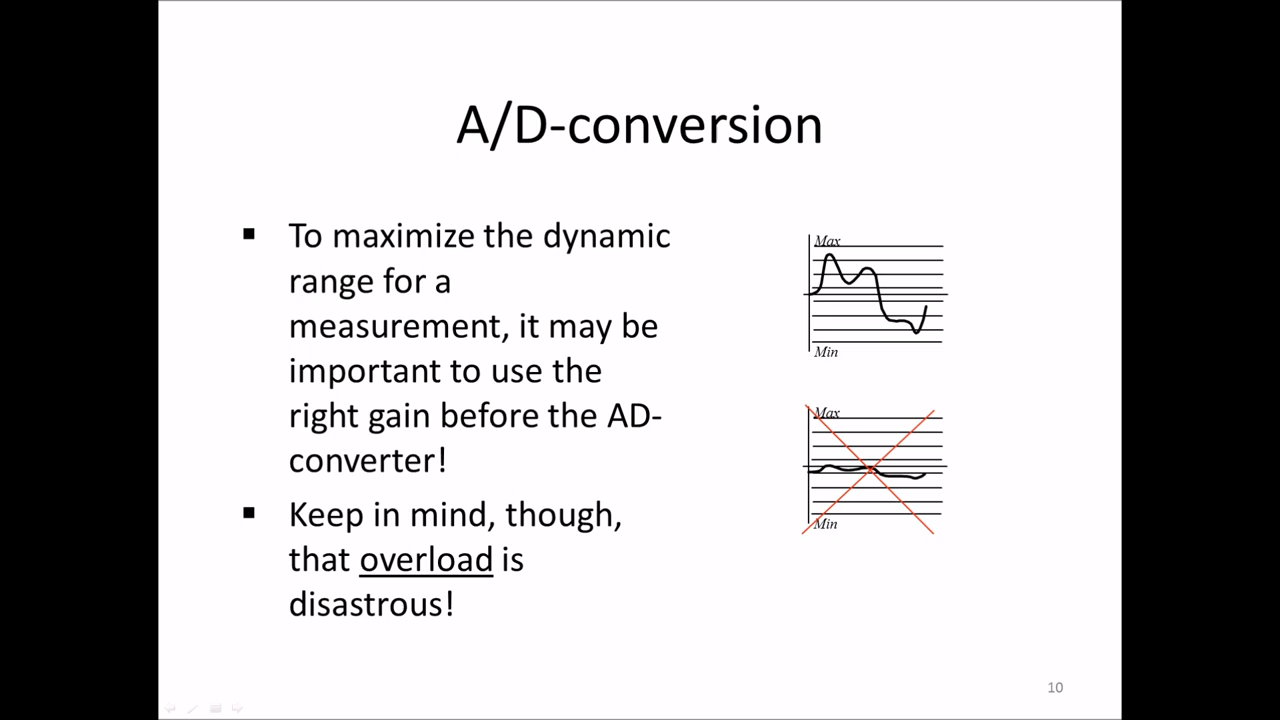 A/D-conversion
▪ To maximize the dynamic
range for a
measurement, it may be
important to use the
right gain before the AD-
converter!
▪ Keep in mind, though,
that overload is
disastrous!
Max
Min
Max
Min
10